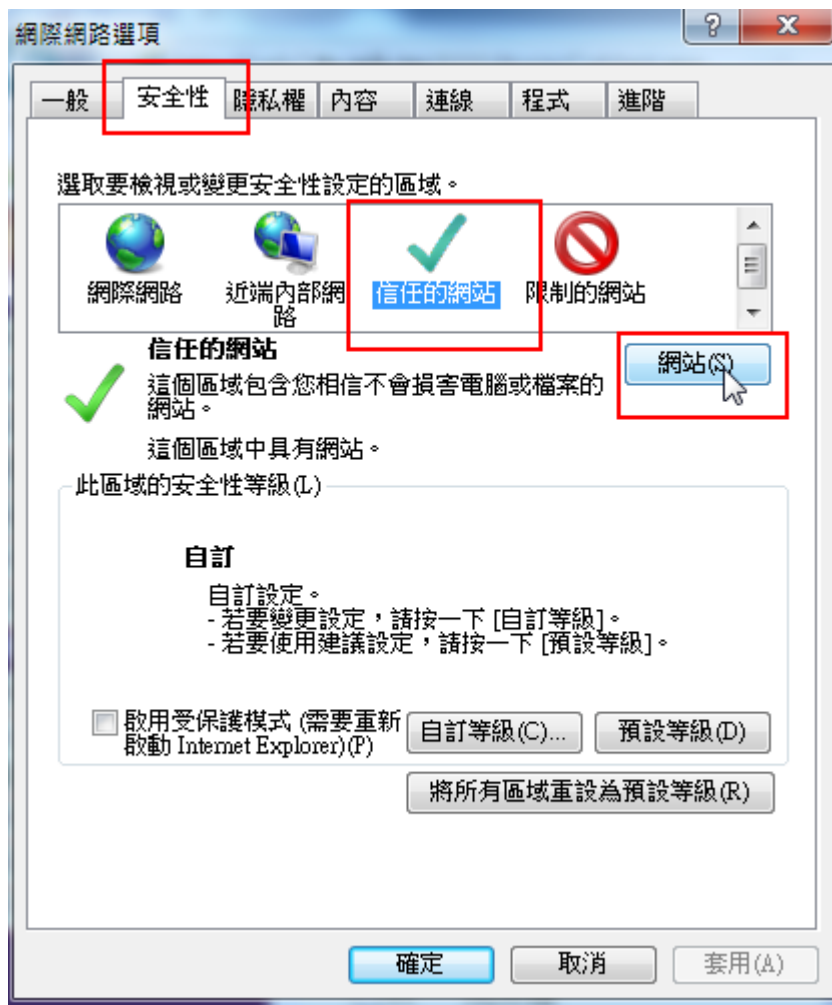 網際網路選項
一般 安全性 隱私權 內容 連線 程式 進階
選取要檢視或變更安全性設定的區域。
網際網路 近端內部網路 信任的網站 限制的網站
信任的網站
網站(S)
這個區域包含您相信不會損害電腦或檔案的
網站。
這個區域中具有網站。
此區域的安全性等級(L)
自訂
自訂設定。
- 若要變更設定，請按一下 [自訂等級]。
- 若要使用建議設定，請按一下 [預設等級]。
啟用受保護模式 (需要重新
啟動 Internet Explorer)(P)
自訂等級(C)... 預設等級(D)
將所有區域重設為預設等級(R)
確定 取消 套用(A)